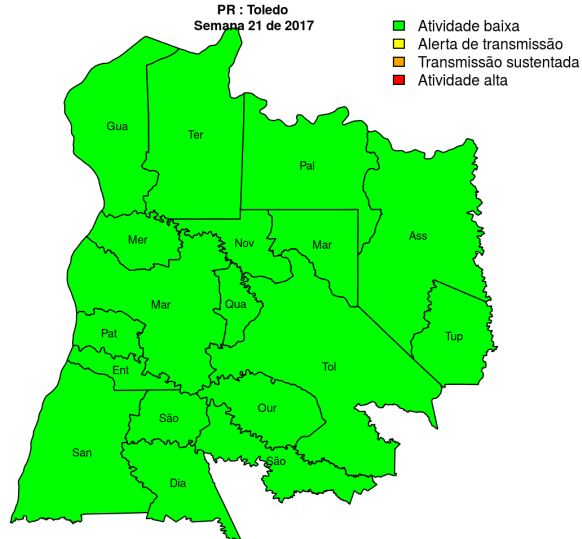 PR : Toledo
Semana 21 de 2017
Atividade baixa
Alerta de transmissão
Transmissão sustentada
Atividade alta
Gua
Ter
Pal
Ass
Mer
Nov
Mar
Mar
Qua
Pat
Tup
Ent
Tol
Our
São
San
São
Dia